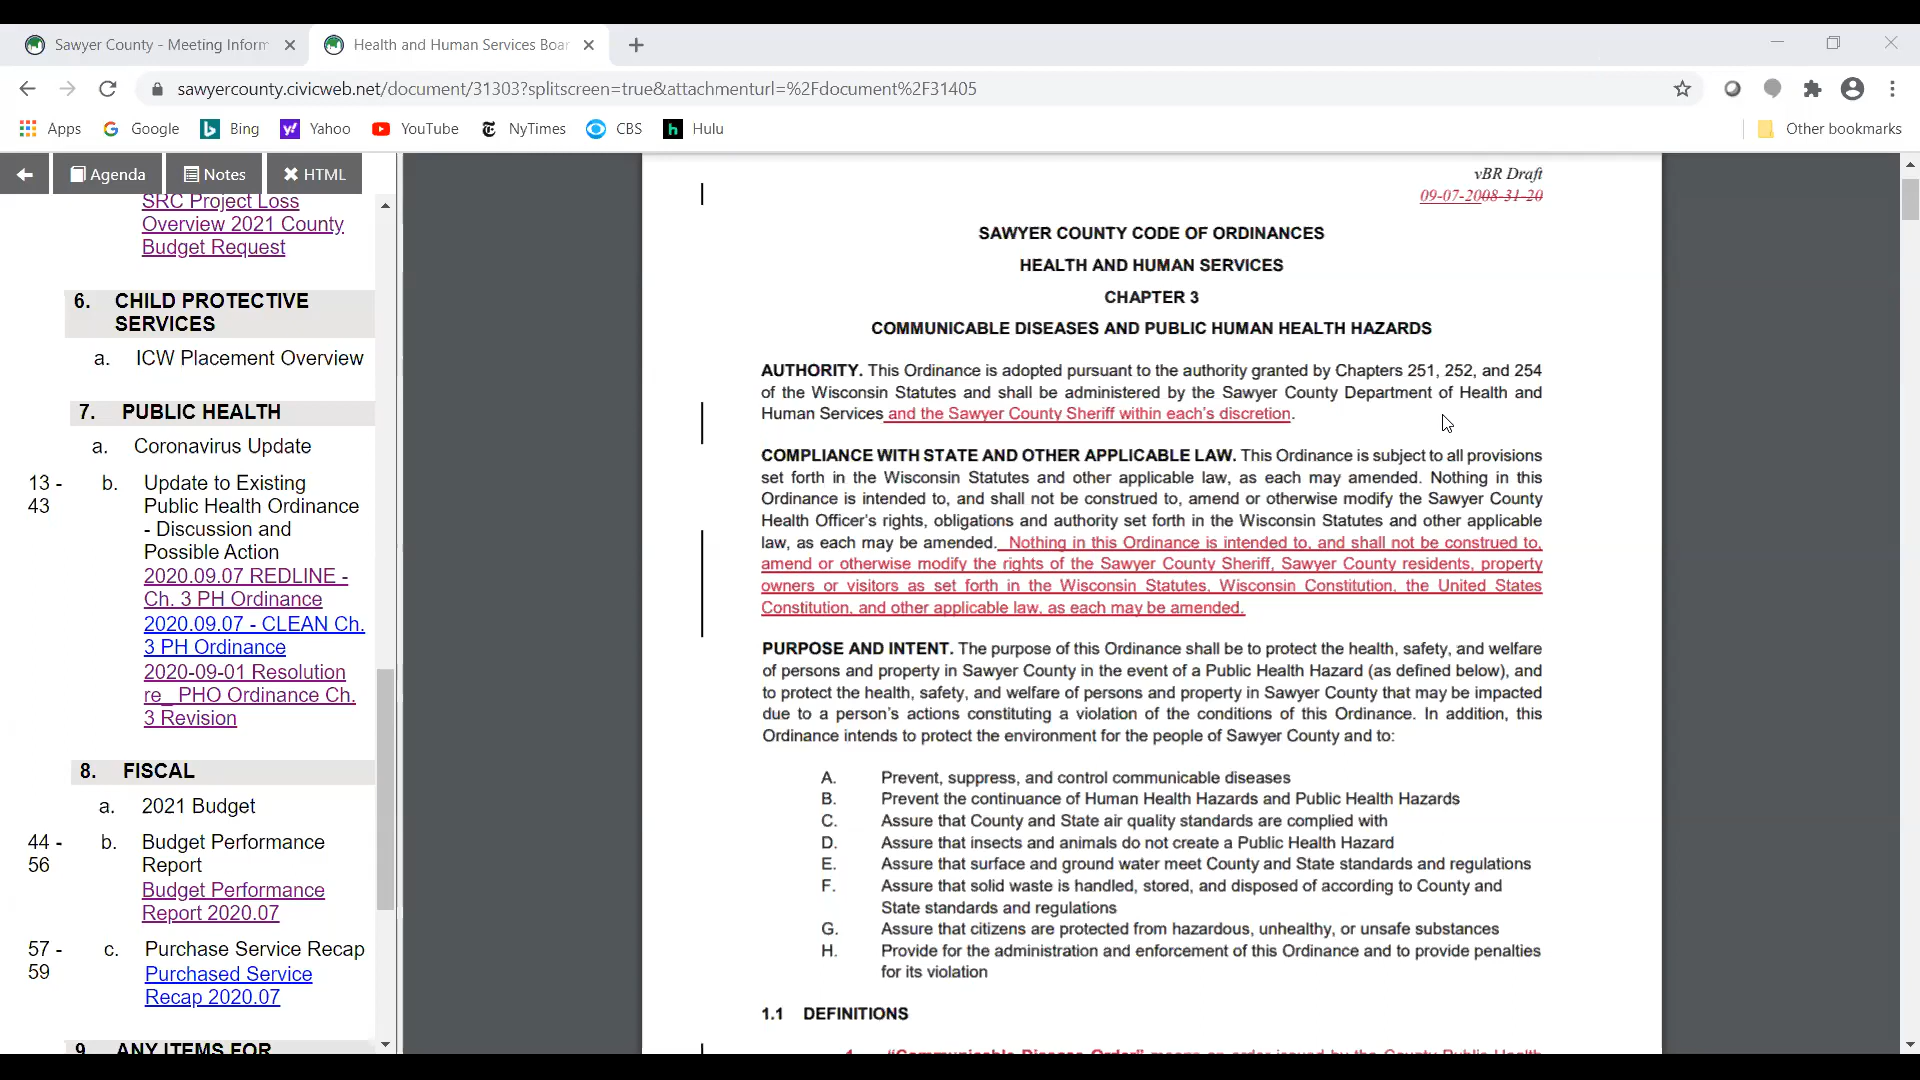 Sawyer County - Meeting Inform
Health and Human Services Boar
sawyercounty.civicweb.net/document/31303?splitscreen=true&attachmenturl=%2Fdocument%2F31405
Apps Google Bing Yahoo YouTube NyTimes CBS Hulu Other bookmarks
Agenda Notes HTML
SRC Project Loss
Overview 2021 County
Budget Request
6. CHILD PROTECTIVE
SERVICES
a. ICW Placement Overview
7. PUBLIC HEALTH
a. Coronavirus Update
13 - b. Update to Existing
43 Public Health Ordinance
- Discussion and
Possible Action
2020.09.07 REDLINE -
Ch. 3 PH Ordinance
2020.09.07 - CLEAN Ch.
3 PH Ordinance
2020-09-01 Resolution
re_ PHO Ordinance Ch.
3 Revision
8. FISCAL
a. 2021 Budget
44 - b. Budget Performance
56 Report
Budget Performance
Report 2020.07
57 - c. Purchase Service Recap
59 Purchased Service
Recap 2020.07
9. ANY ITEMS FOR
vBR Draft
09-07-2008-31-20
SAWYER COUNTY CODE OF ORDINANCES
HEALTH AND HUMAN SERVICES
CHAPTER 3
COMMUNICABLE DISEASES AND PUBLIC HUMAN HEALTH HAZARDS
AUTHORITY. This Ordinance is adopted pursuant to the authority granted by Chapters 251, 252, and 254
of the Wisconsin Statutes and shall be administered by the Sawyer County Department of Health and
Human Services and the Sawyer County Sheriff within each's discretion.
COMPLIANCE WITH STATE AND OTHER APPLICABLE LAW. This Ordinance is subject to all provisions
set forth in the Wisconsin Statutes and other applicable law, as each may amended. Nothing in this
Ordinance is intended to, and shall not be construed to, amend or otherwise modify the Sawyer County
Health Officer's rights, obligations and authority set forth in the Wisconsin Statutes and other applicable
law, as each may be amended. Nothing in this Ordinance is intended to, and shall not be construed to,
amend or otherwise modify the rights of the Sawyer County Sheriff, Sawyer County residents, property
owners or visitors as set forth in the Wisconsin Statutes, Wisconsin Constitution, the United States
Constitution, and other applicable law, as each may be amended.
PURPOSE AND INTENT. The purpose of this Ordinance shall be to protect the health, safety, and welfare
of persons and property in Sawyer County in the event of a Public Health Hazard (as defined below), and
to protect the health, safety, and welfare of persons and property in Sawyer County that may be impacted
due to a person's actions constituting a violation of the conditions of this Ordinance. In addition, this
Ordinance intends to protect the environment for the people of Sawyer County and to:
A. Prevent, suppress, and control communicable diseases
B. Prevent the continuance of Human Health Hazards and Public Health Hazards
C. Assure that County and State air quality standards are complied with
D. Assure that insects and animals do not create a Public Health Hazard
E. Assure that surface and ground water meet County and State standards and regulations
F. Assure that solid waste is handled, stored, and disposed of according to County and
State standards and regulations
G. Assure that citizens are protected from hazardous, unhealthy, or unsafe substances
H. Provide for the administration and enforcement of this Ordinance and to provide penalties
for its violation
1.1 DEFINITIONS
1. "Communicable Disease Order" means an order issued by the County Public Health